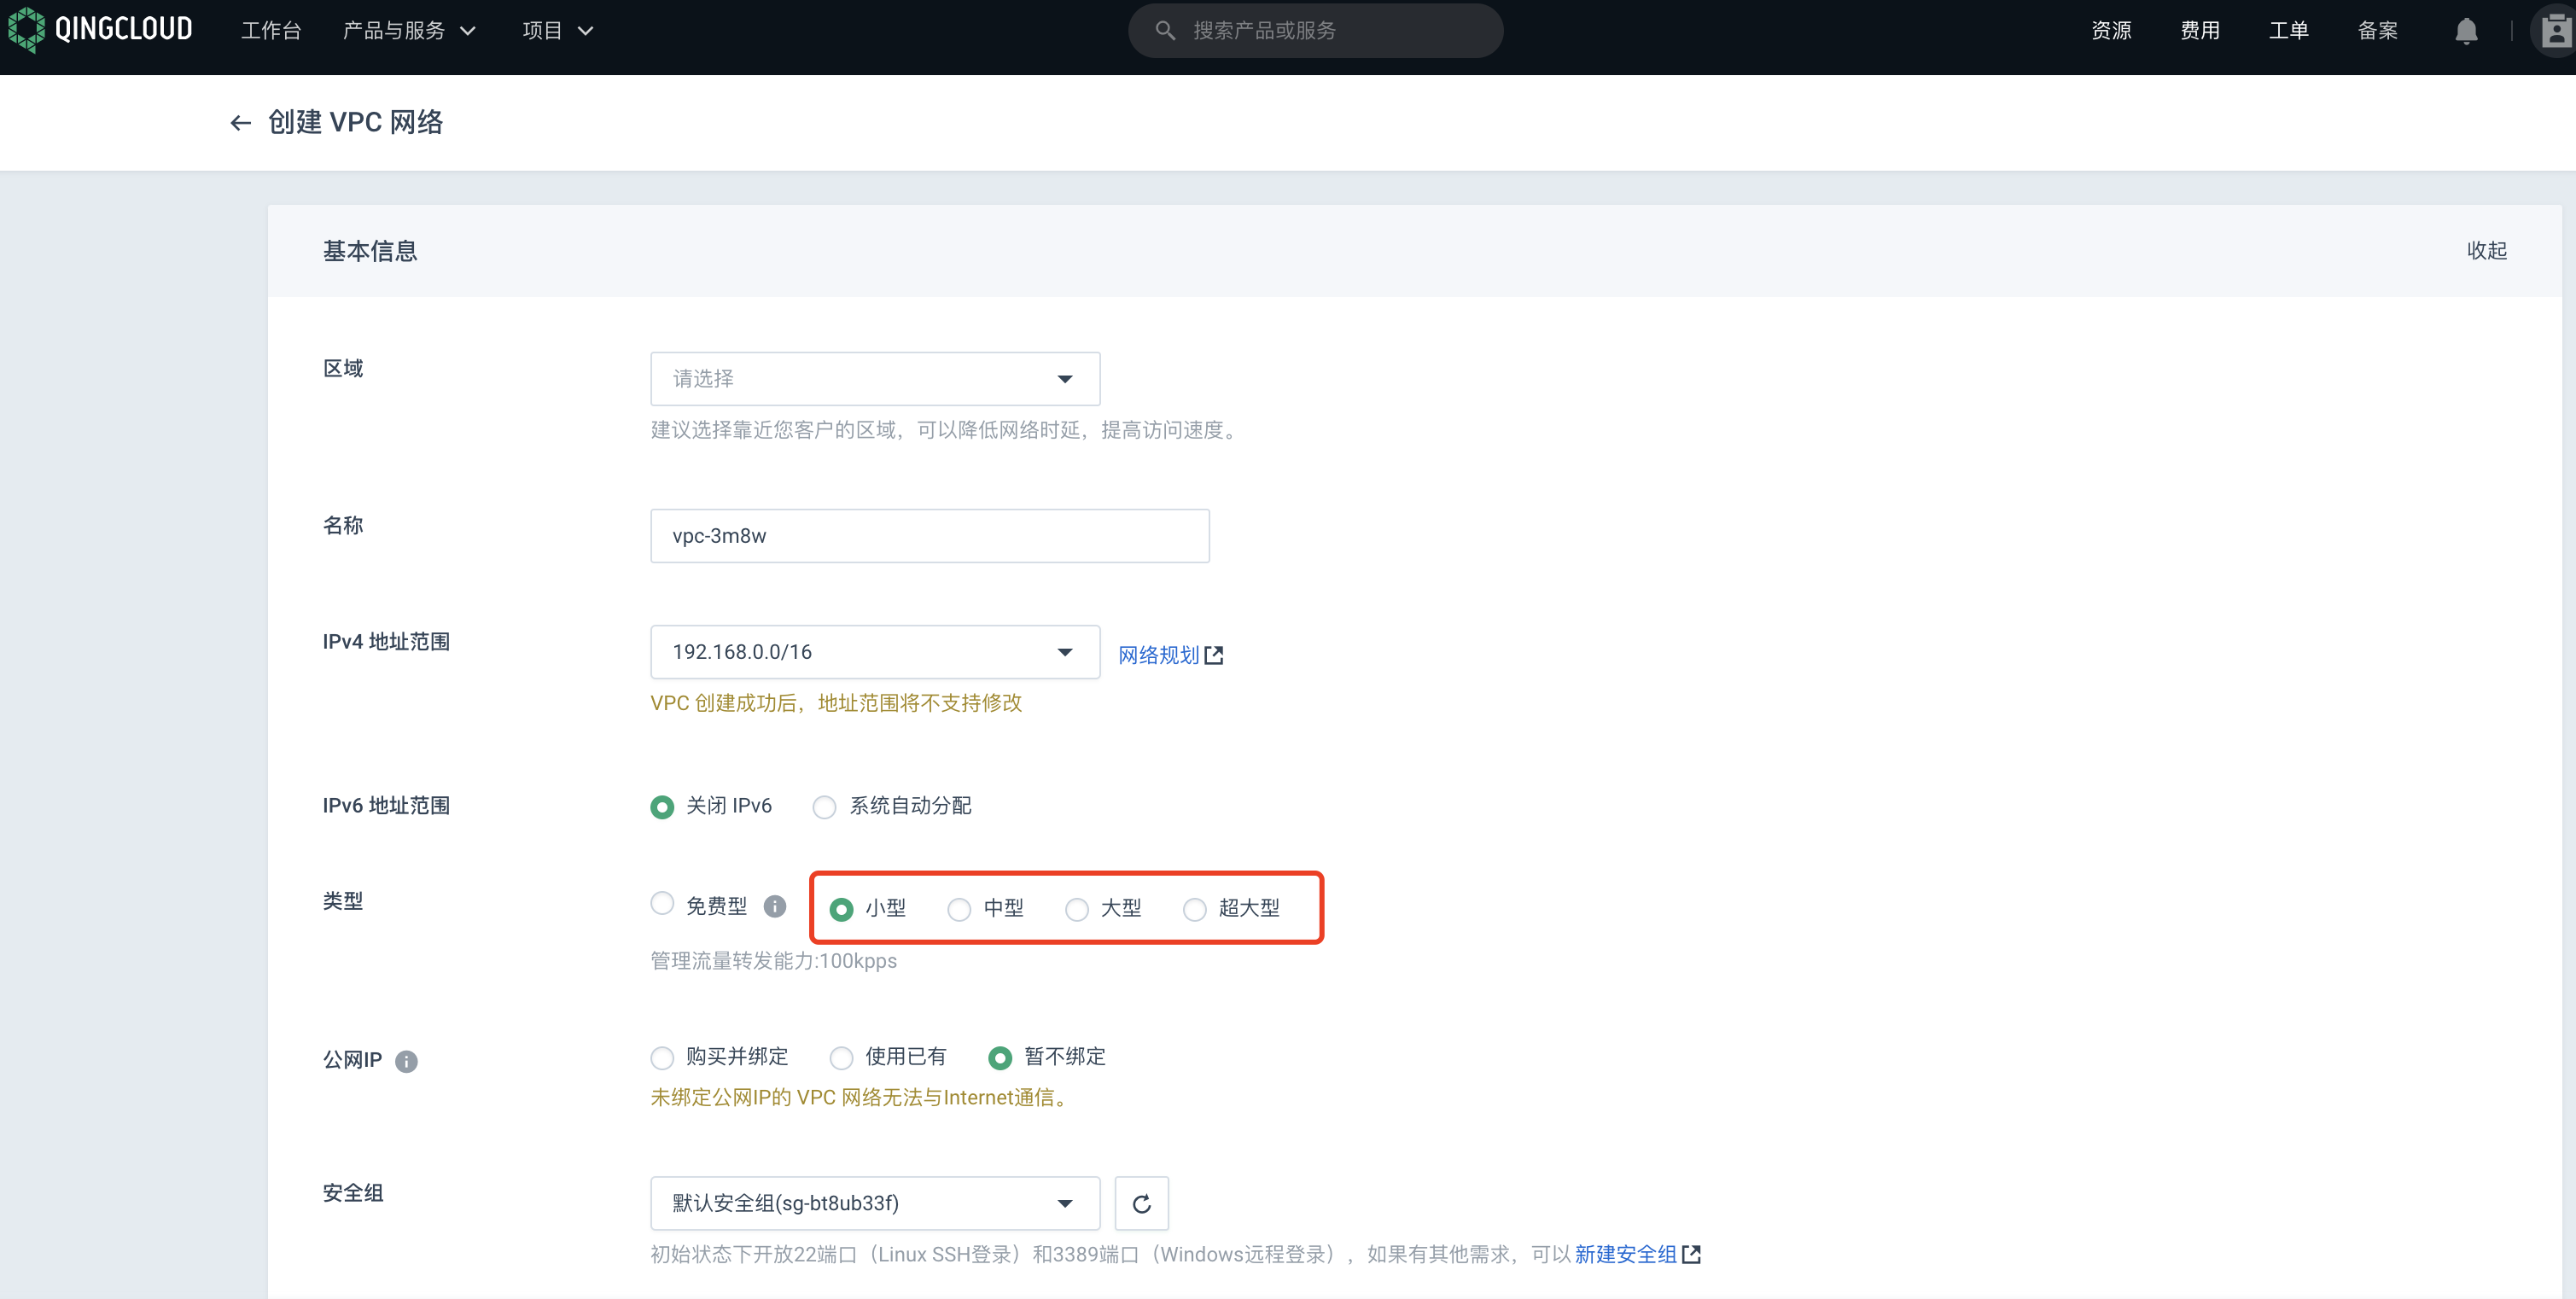 QINGCLOUD 工作台 产品与服务 项目 搜索产品或服务 资源 费用 工单 备案
创建 VPC 网络
基本信息 收起
区域 请选择
建议选择靠近您客户的区域，可以降低网络时延，提高访问速度。
名称 vpc-3m8w
IPv4 地址范围 192.168.0.0/16 网络规划
VPC 创建成功后，地址范围将不支持修改
IPv6 地址范围 关闭 IPv6 系统自动分配
类型 免费型 小型 中型 大型 超大型
管理流量转发能力:100kpps
公网IP 购买并绑定 使用已有 暂不绑定
未绑定公网IP的 VPC 网络无法与Internet通信。
安全组 默认安全组(sg-bt8ub33f)
初始状态下开放22端口（Linux SSH登录）和3389端口（Windows远程登录），如果有其他需求，可以 新建安全组